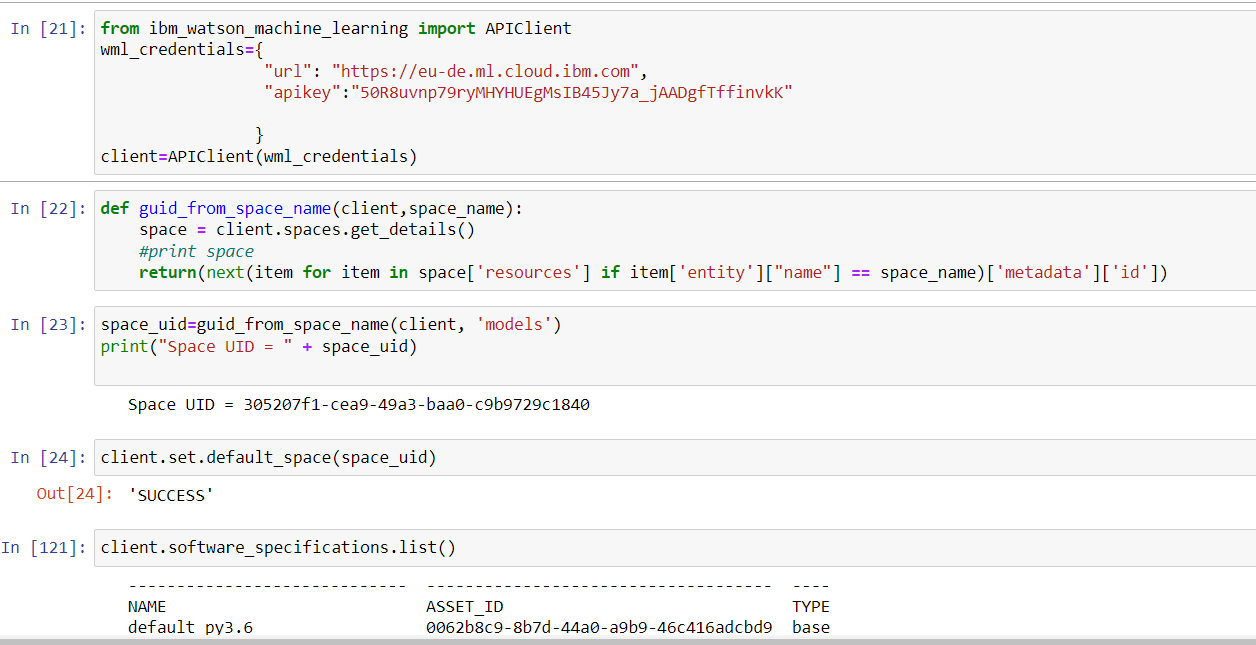 In [21]: from ibm_watson_machine_learning import APIClient
wml_credentials={
"url": "https://eu-de.ml.cloud.ibm.com",
"apikey":"50R8uvnp79ryMHYHUEgMsIB45Jy7a_jAADgfTffinvkK"
}
client=APIClient(wml_credentials)
In [22]: def guid_from_space_name(client,space_name):
space = client.spaces.get_details()
#print space
return(next(item for item in space['resources'] if item['entity']["name"] == space_name)['metadata']['id'])
In [23]: space_uid=guid_from_space_name(client, 'models')
print("Space UID = " + space_uid)
Space UID = 305207f1-cea9-49a3-baa0-c9b9729c1840
In [24]: client.set.default_space(space_uid)
Out[24]: 'SUCCESS'
In [121]: client.software_specifications.list()
----------------------------- ------------------------------------ ----
NAME ASSET_ID TYPE
default_py3.6 0062b8c9-8b7d-44a0-a9b9-46c416adcbd9 base